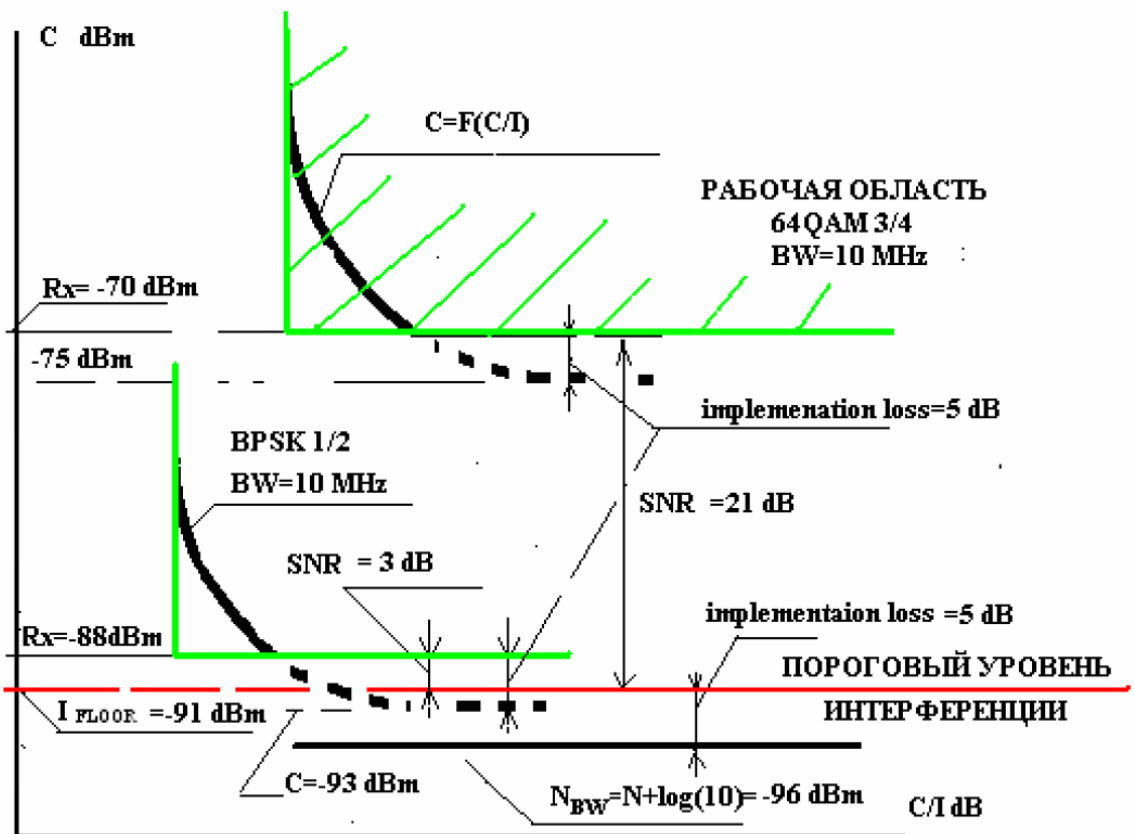 C dBm
C=F(C/I)
РАБОЧАЯ ОБЛАСТЬ
64QAM 3/4
BW=10 MHz :
Rx= -70 dBm
-75 dBm
implemenation loss=5 dB
BPSK 1/2
BW=10 MHz
SNR =21 dB
SNR = 3 dB
implementaion loss =5 dB
Rx=-88dBm
ПОРОГОВЫЙ УРОВЕНЬ
I FLOOR =-91 dBm
ИНТЕРФЕРЕНЦИИ
C=-93 dBm
NBW=N+log(10)= -96 dBm
C/I dB